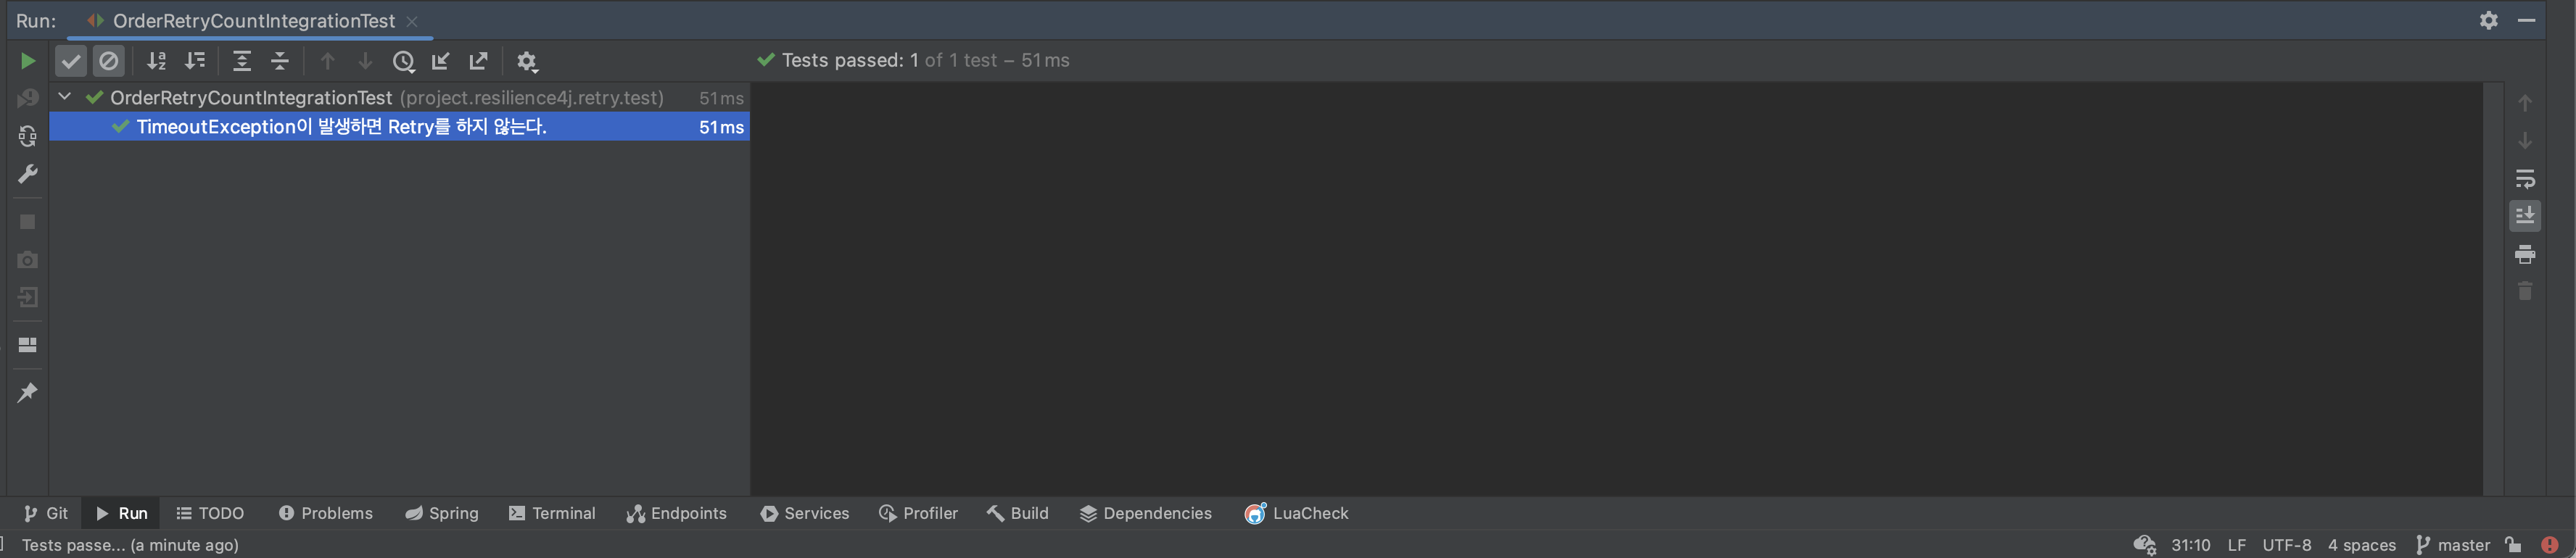 Run: OrderRetryCountIntegrationTest
Tests passed: 1 of 1 test – 51 ms
OrderRetryCountIntegrationTest (project.resilience4j.retry.test) 51 ms
TimeoutException이 발생하면 Retry를 하지 않는다. 51 ms
Git Run TODO Problems Spring Terminal Endpoints Services Profiler Build Dependencies LuaCheck
Tests passe... (a minute ago) 31:10 LF UTF-8 4 spaces master